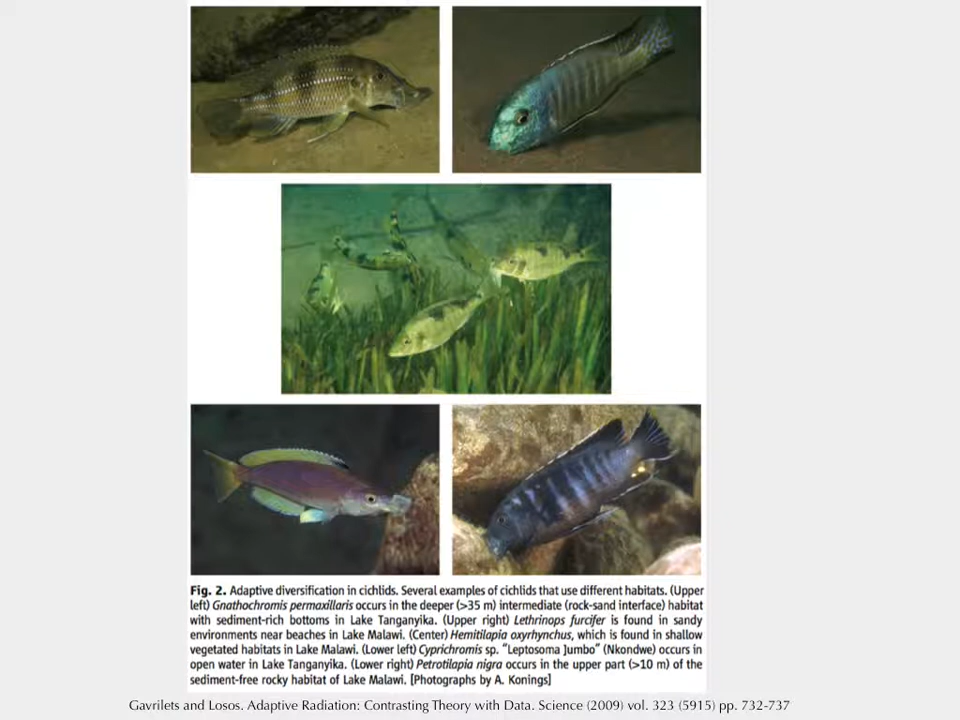 Fig. 2. Adaptive diversification in cichlids. Several examples of cichlids that use different habitats. (Upper
left) Gnathochromis permaxillaris occurs in the deeper (>35 m) intermediate (rock-sand interface) habitat
with sediment-rich bottoms in Lake Tanganyika. (Upper right) Lethrinops furcifer is found in sandy
environments near beaches in Lake Malawi. (Center) Hemitilapia oxyrhynchus, which is found in shallow
vegetated habitats in Lake Malawi. (Lower left) Cyprichromis sp. "Leptosoma Jumbo" (Nkondwe) occurs in
open water in Lake Tanganyika. (Lower right) Petrotilapia nigra occurs in the upper part (>10 m) of the
sediment-free rocky habitat of Lake Malawi. [Photographs by A. Konings]
Gavrilets and Losos. Adaptive Radiation: Contrasting Theory with Data. Science (2009) vol. 323 (5915) pp. 732-737